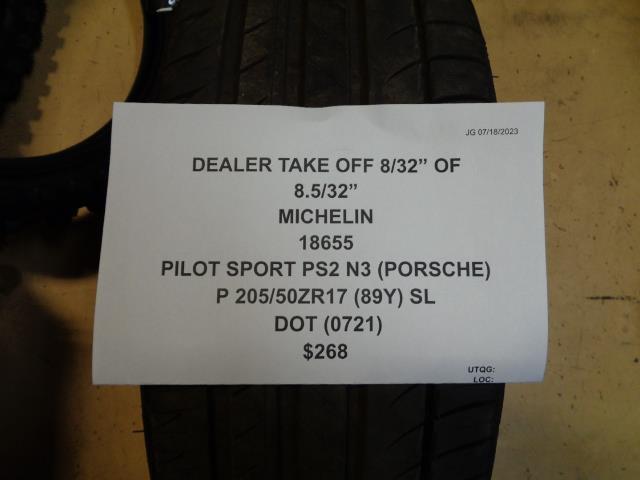 JG 07/18/2023
DEALER TAKE OFF 8/32” OF
8.5/32”
MICHELIN
18655
PILOT SPORT PS2 N3 (PORSCHE)
P 205/50ZR17 (89Y) SL
DOT (0721)
$268
UTQG:
LOC: